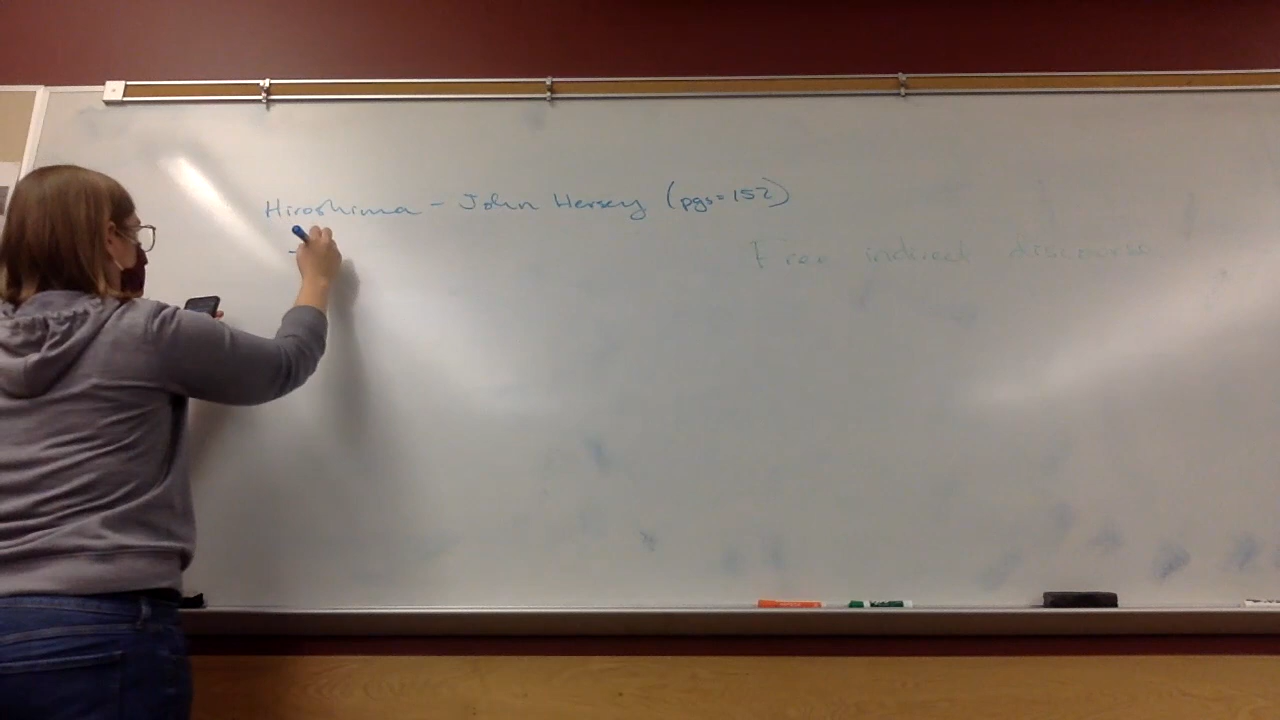 Hiroshima - John Hersey (pgs=152)
Free indirect discourse